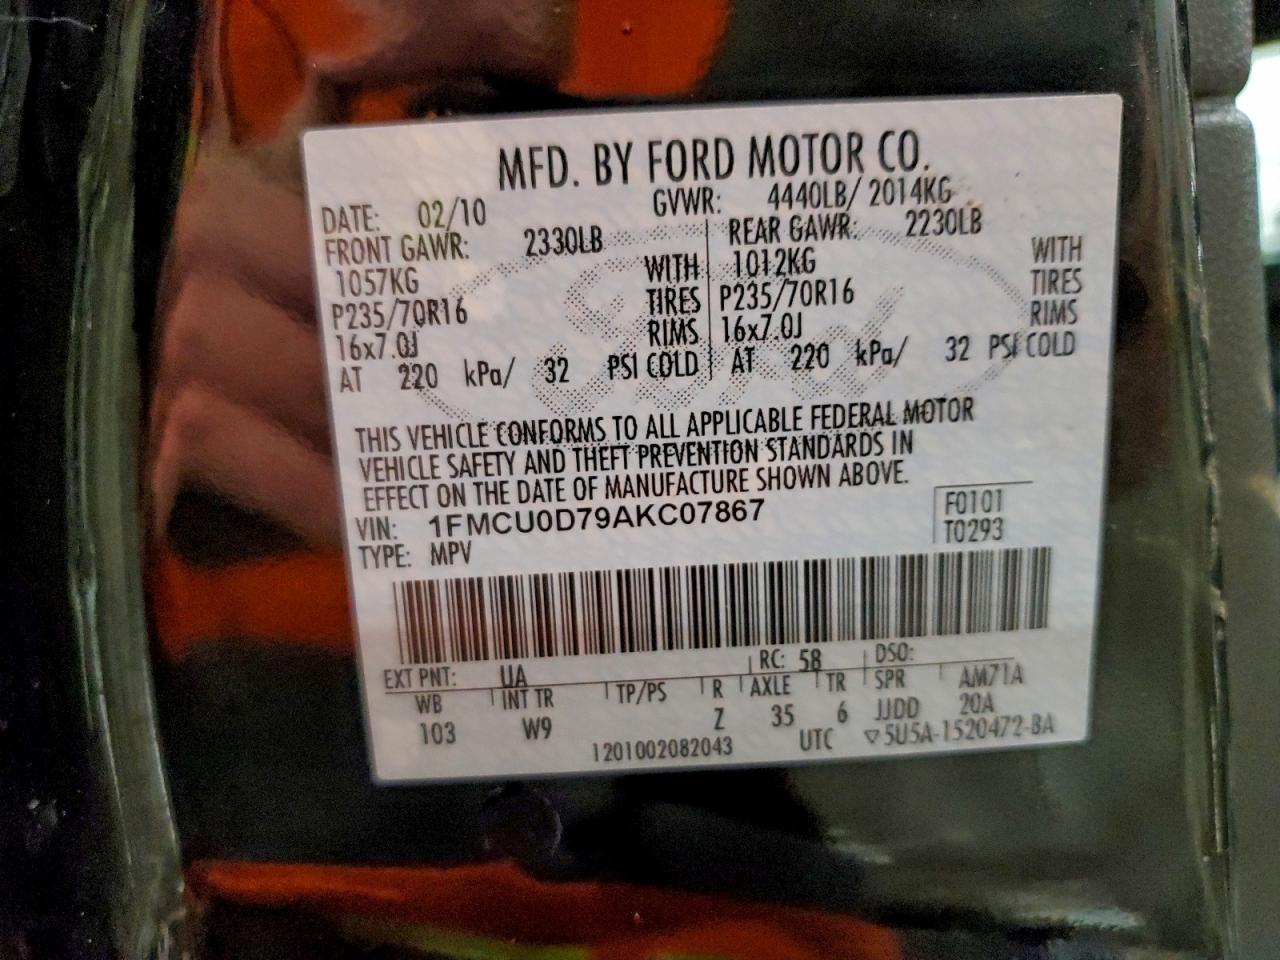 MFD. BY FORD MOTOR CO.
DATE: 02/10 GVWR: 4440LB/ 2014KG
FRONT GAWR: 2330LB REAR GAWR: 2230LB
1057KG WITH 1012KG WITH
P235/70R16 TIRES P235/70R16 TIRES
16x7.0J RIMS 16x7.0J RIMS
AT 220 kPa/ 32 PSI COLD AT 220 kPa/ 32 PSI COLD
THIS VEHICLE CONFORMS TO ALL APPLICABLE FEDERAL MOTOR
VEHICLE SAFETY AND THEFT PREVENTION STANDARDS IN
EFFECT ON THE DATE OF MANUFACTURE SHOWN ABOVE.
VIN: 1FMCU0D79AKC07867 F0101
TYPE: MPV T0293
EXT PNT: UA RC: 58 DSO:
WB INT TR TP/PS R AXLE TR SPR AM71A
103 W9 Z 35 6 JJDD 20A
1201002082043 UTC ▽5U5A-1520472-BA
Ford